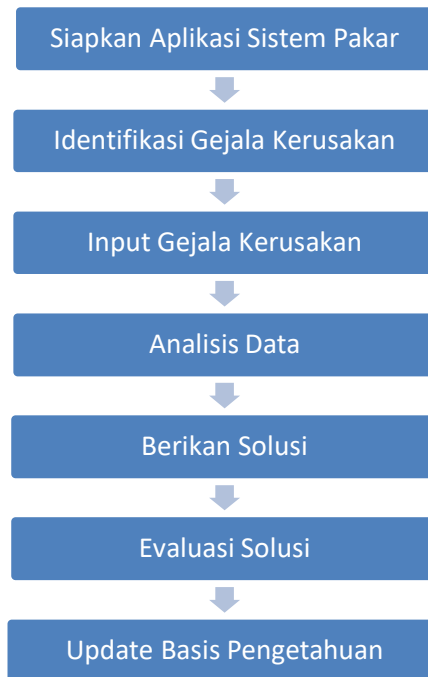 Siapkan Aplikasi Sistem Pakar
Identifikasi Gejala Kerusakan
Input Gejala Kerusakan
Analisis Data
Berikan Solusi
Evaluasi Solusi
Update Basis Pengetahuan